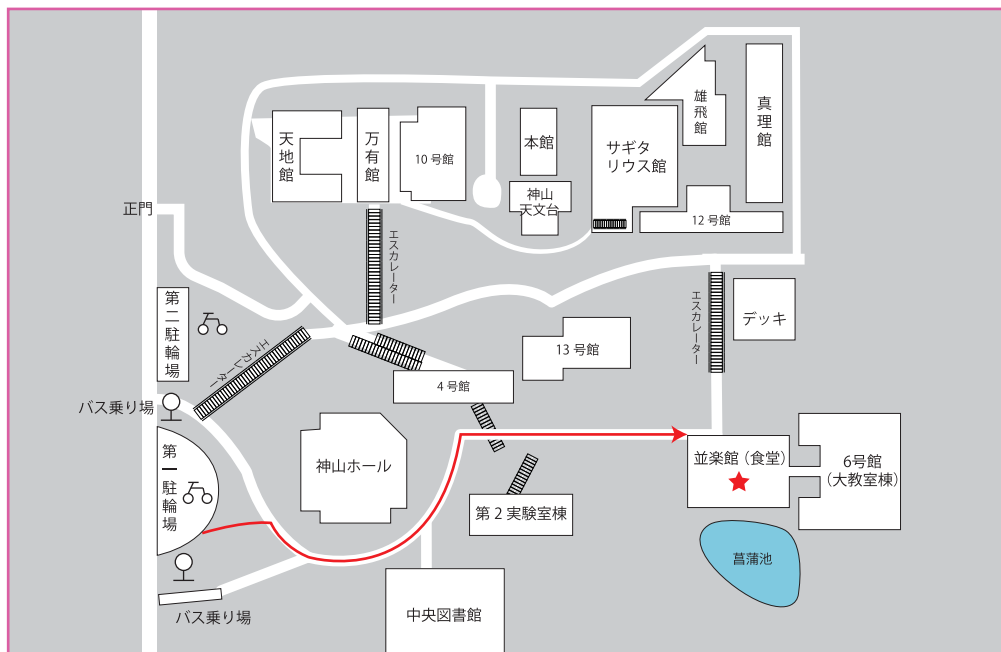 天地館
万有館
10 号館
本館
神山
天文台
サギタ
リウス館
雄飛館
真理館
12 号館
正門
エスカレーター
エスカレーター
デッキ
第二駐輪場
エスカレーター
13 号館
4 号館
バス乗り場
神山ホール
並楽館（食堂）
6号館
（大教室棟）
第一駐輪場
第 2 実験室棟
菖蒲池
中央図書館
バス乗り場